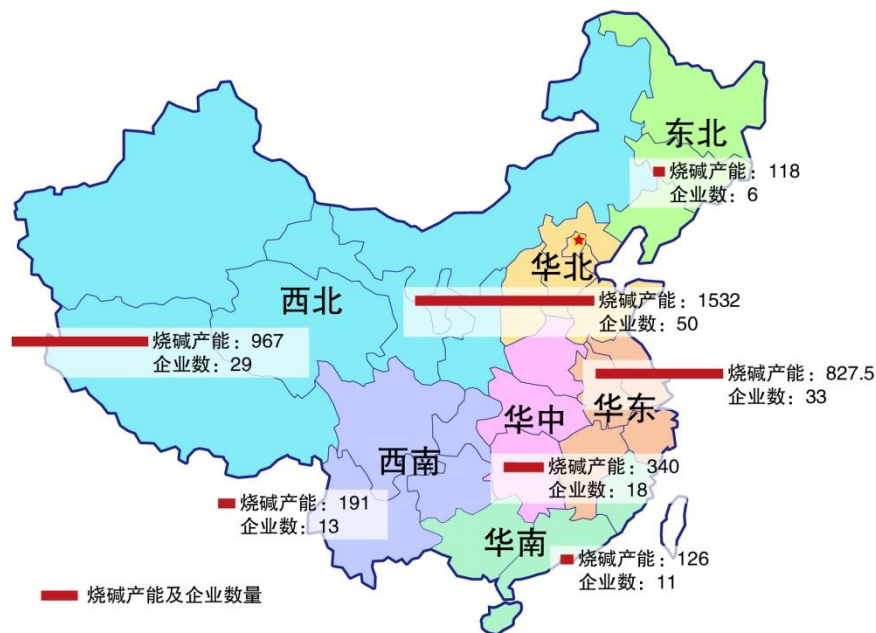 东北
烧碱产能：118
企业数：6
华北
烧碱产能：1532
企业数：50
西北
烧碱产能：967
企业数：29
烧碱产能：827.5
企业数：33
华东
华中
西南
烧碱产能：340
企业数：18
烧碱产能：191
企业数：13
华南
烧碱产能：126
企业数：11
烧碱产能及企业数量